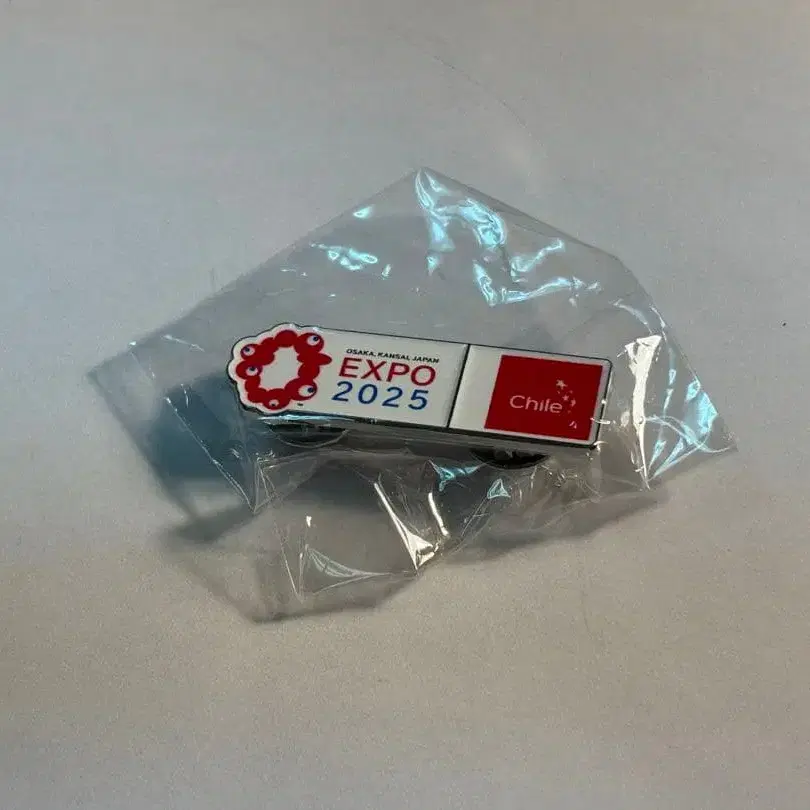 OSAKA, KANSAI, JAPAN
EXPO
2025
Chile